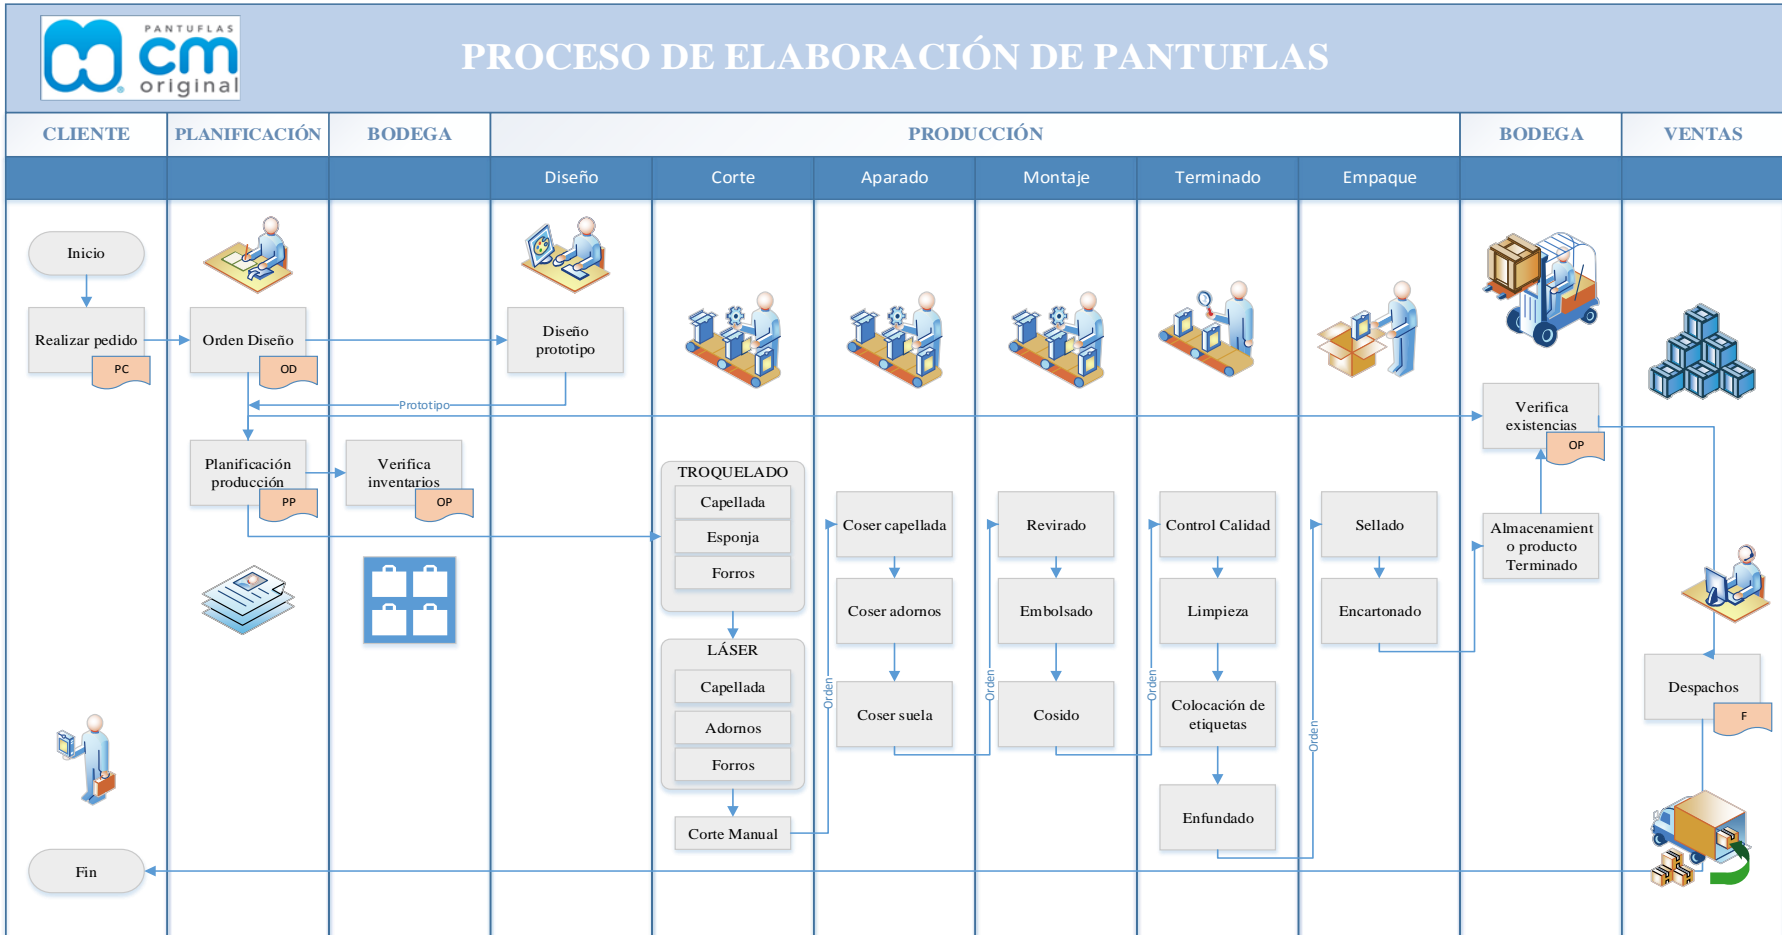 PANTUFLAS
cm
original
PROCESO DE ELABORACIÓN DE PANTUFLAS
CLIENTE
PLANIFICACIÓN
BODEGA
PRODUCCIÓN
BODEGA
VENTAS
Diseño
Corte
Aparado
Montaje
Terminado
Empaque
Inicio
Realizar pedido
PC
Orden Diseño
OD
Diseño
prototipo
Prototipo
Planificación
producción
PP
Verifica
inventarios
OP
TROQUELADO
Capellada
Esponja
Forros
LÁSER
Capellada
Adornos
Forros
Corte Manual
Orden
Coser capellada
Coser adornos
Coser suela
Orden
Revirado
Embolsado
Cosido
Orden
Control Calidad
Limpieza
Colocación de
etiquetas
Enfundado
Orden
Sellado
Encartonado
Verifica
existencias
OP
Almacenamient
o producto
Terminado
Despachos
F
Fin